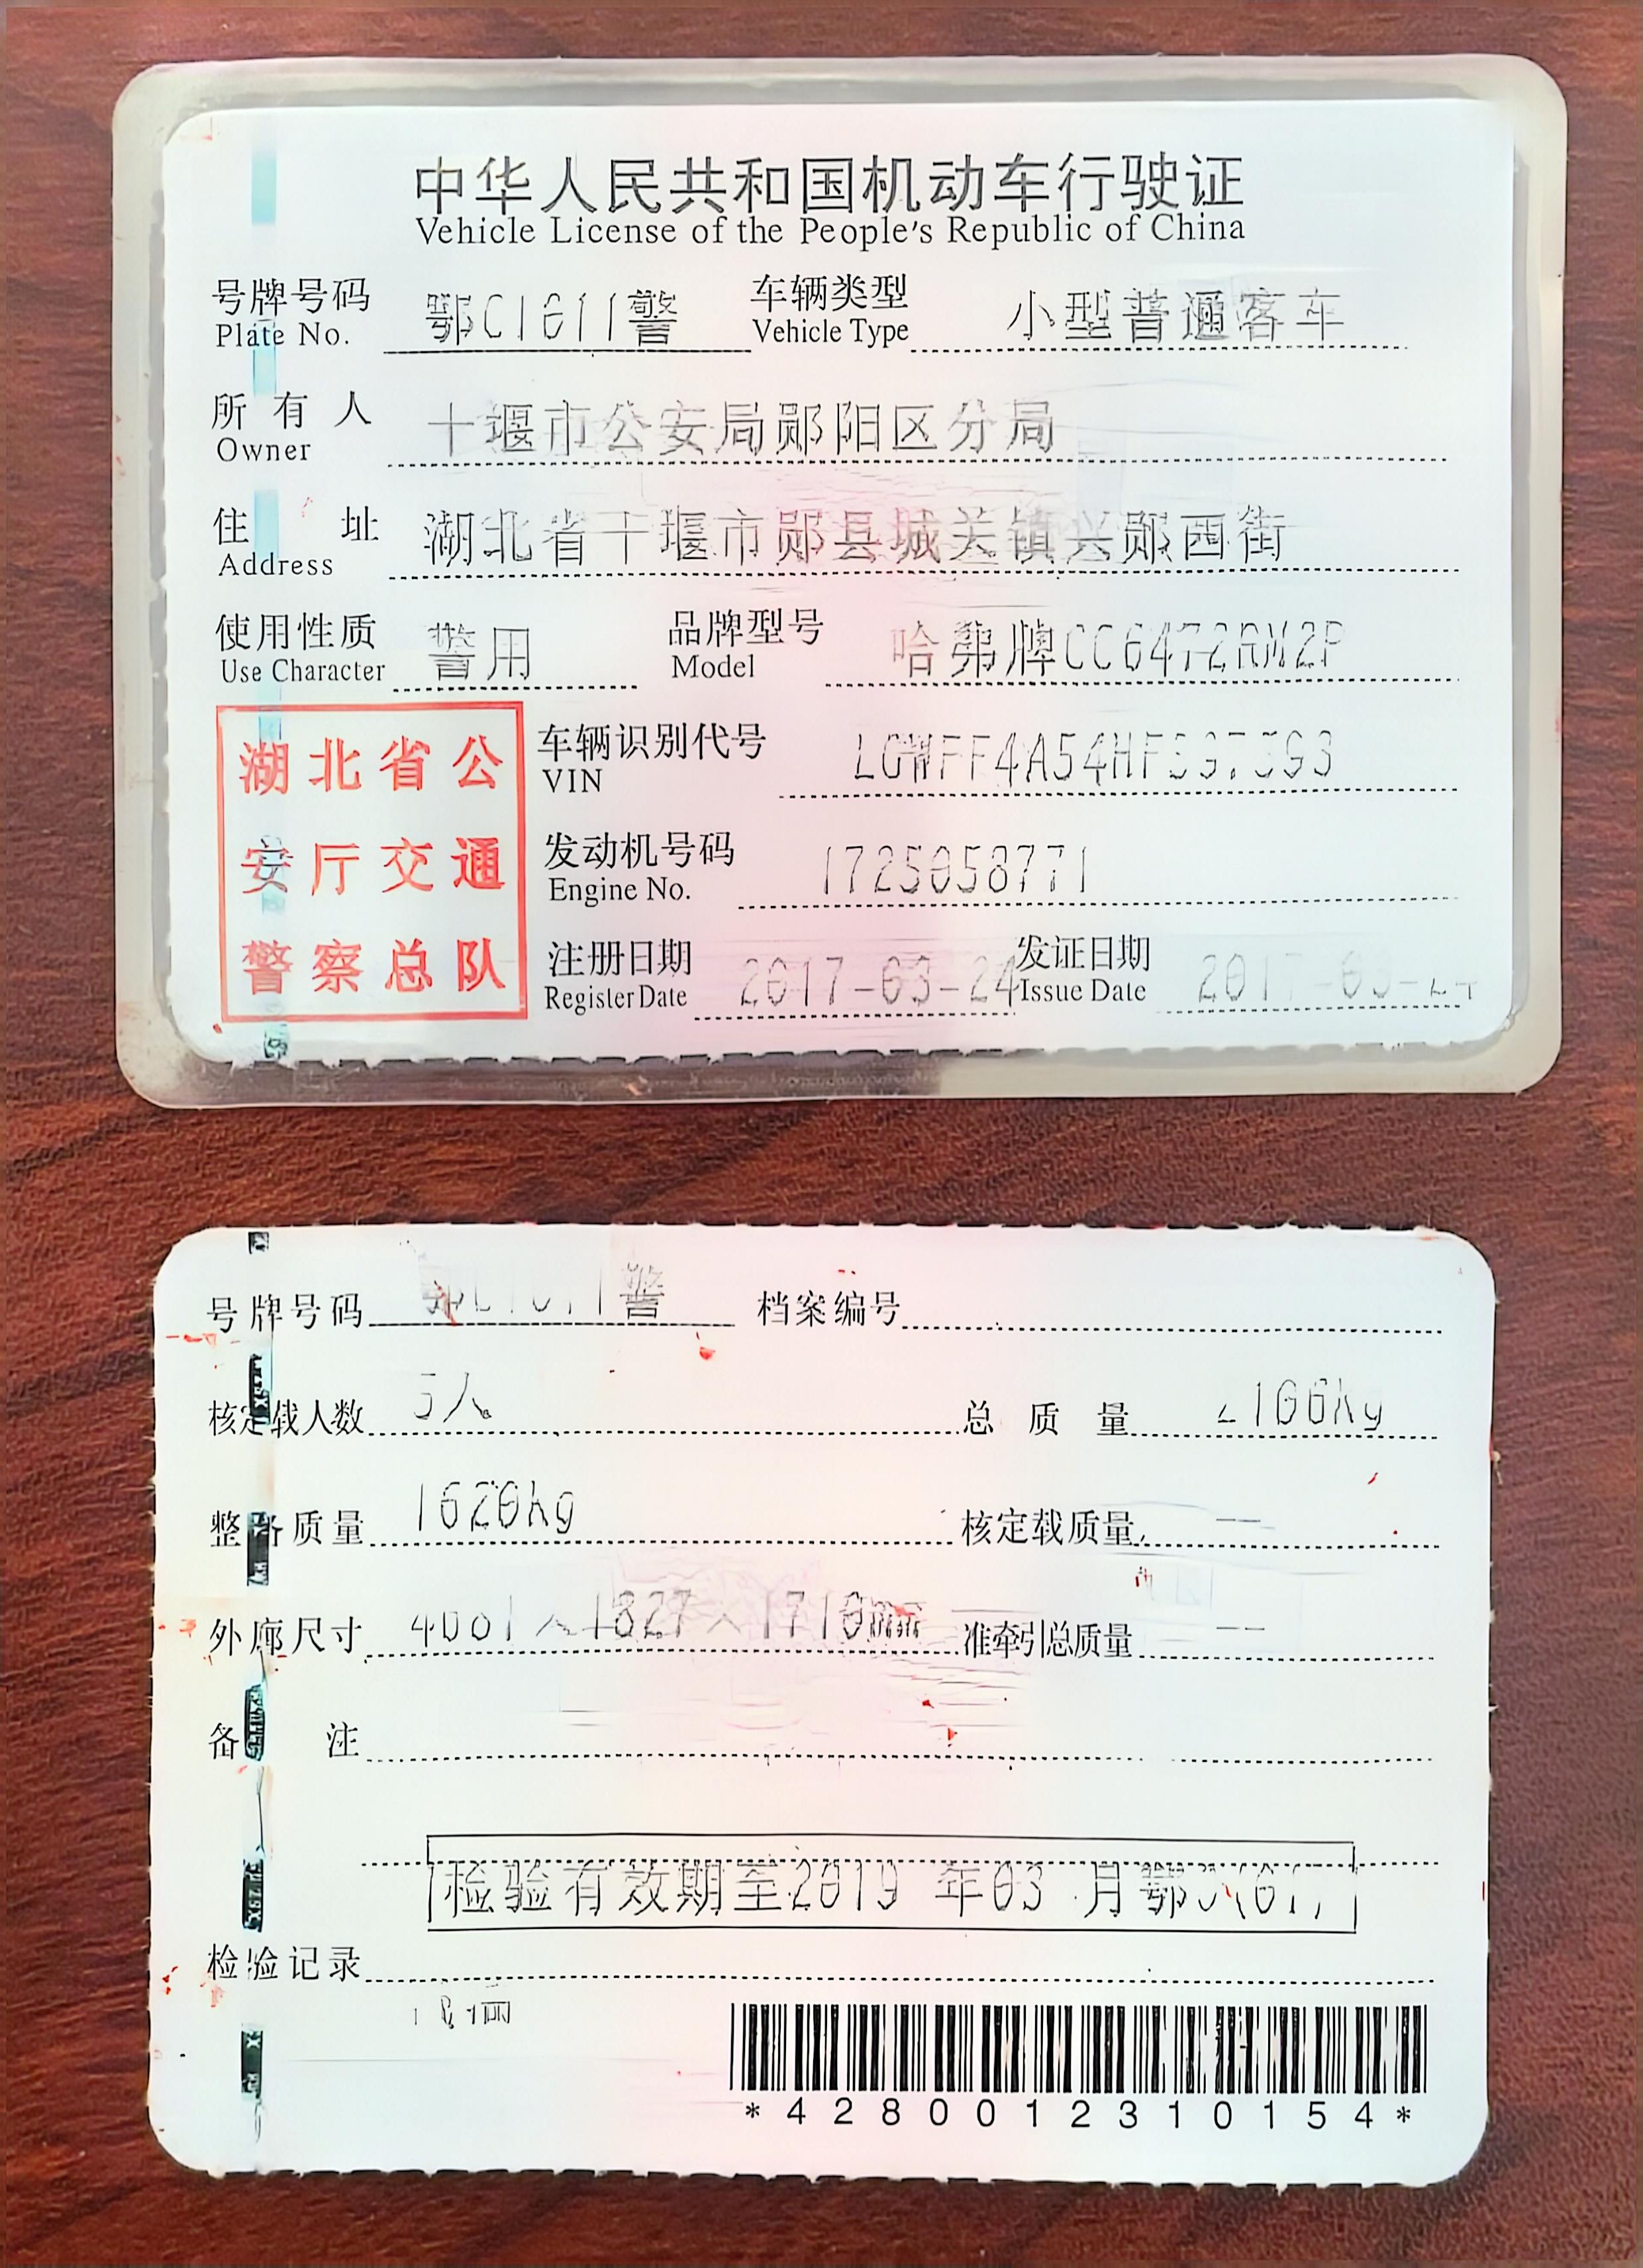 中华人民共和国机动车行驶证
Vehicle License of the People's Republic of China
号牌号码 鄂C1611警 车辆类型 小型普通客车
Plate No. Vehicle Type
所有人 十堰市公安局郧阳区分局
Owner
住址 湖北省十堰市郧县城关镇兴郧西街
Address
使用性质 警用 品牌型号 哈弗牌CC6472RM2P
Use Character Model
湖北省公
安厅交通
警察总队
车辆识别代号
VIN
发动机号码 1725058771
Engine No.
注册日期 2017-03-24 发证日期
Register Date Issue Date
号牌号码 警 档案编号
核定载人数 5人 总质量
整备质量 1620kg 核定载质量 --
外廓尺寸 准牵引总质量 --
备注
检验有效期至2019年03月鄂
检验记录
*4280012310154*